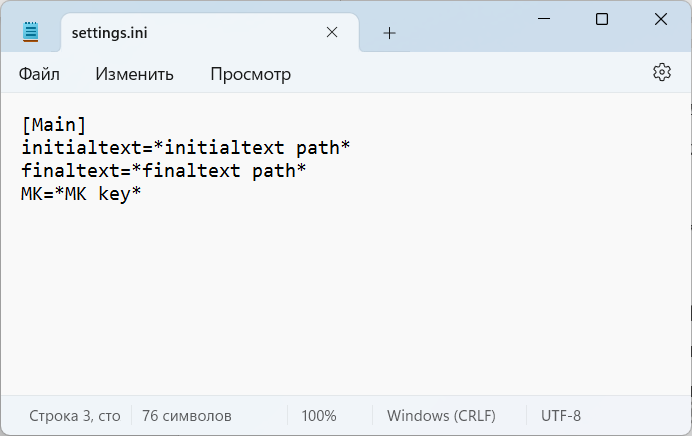 settings.ini
Файл Изменить Просмотр
[Main]
initialtext=*initialtext path*
finaltext=*finaltext path*
MK=*MK key*
Строка 3, сто 76 символов 100% Windows (CRLF) UTF-8